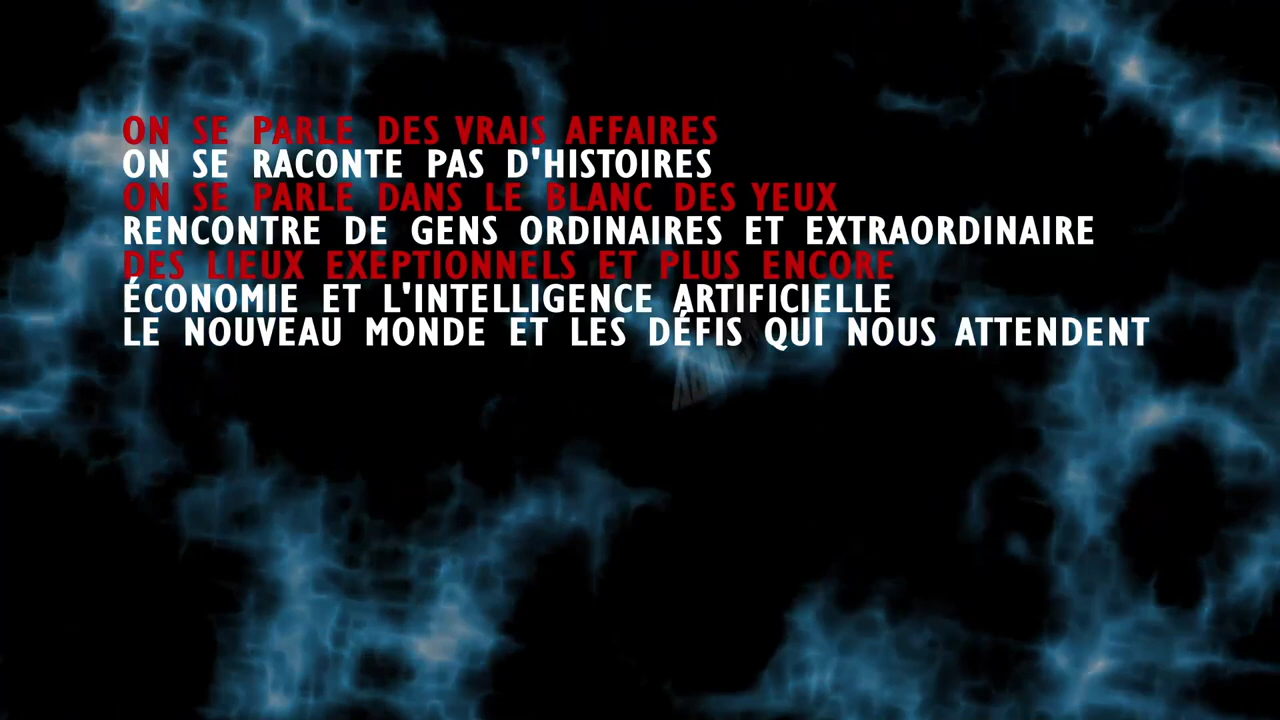 ON SE PARLE DES VRAIS AFFAIRES
ON SE RACONTE PAS D'HISTOIRES
ON SE PARLE DANS LE BLANC DES YEUX
RENCONTRE DE GENS ORDINAIRES ET EXTRAORDINAIRE
DES LIEUX EXEPTIONNELS ET PLUS ENCORE
ÉCONOMIE ET L'INTELLIGENCE ARTIFICIELLE
LE NOUVEAU MONDE ET LES DÉFIS QUI NOUS ATTENDENT